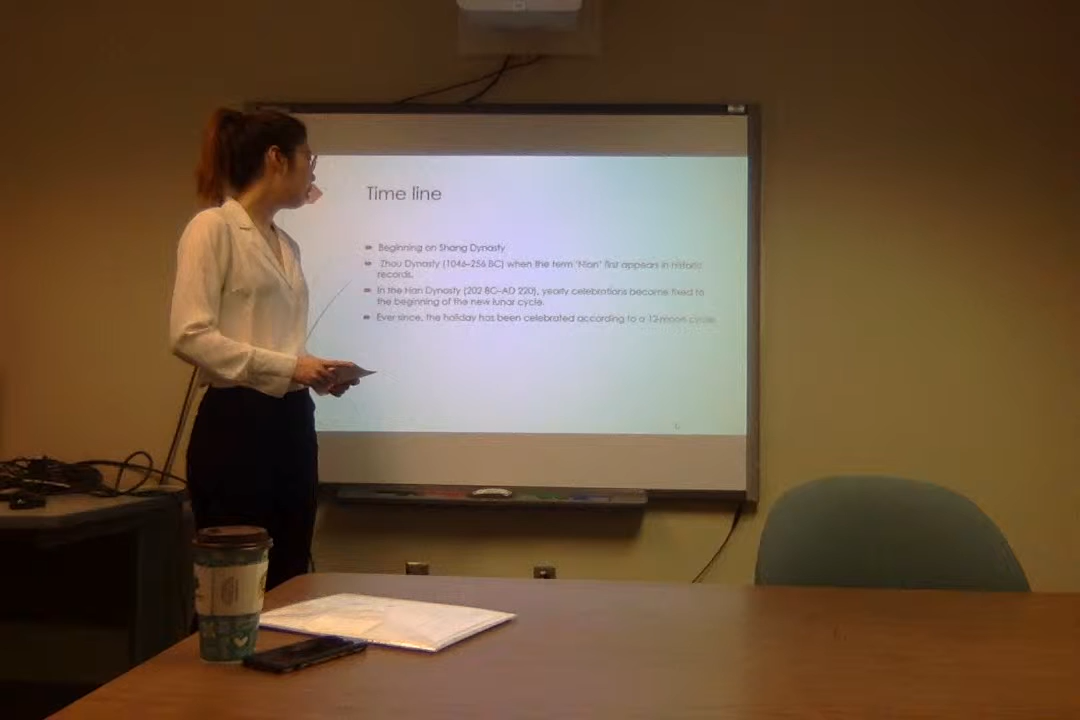 Time line
Beginning on Shang Dynasty
Zhou Dynasty (1046-256 BC) when the term 'Nian' first appears in historic
records.
In the Han Dynasty (202 BC-AD 220), yearly celebrations became fixed to
the beginning of the new lunar cycle.
Ever since, the holiday has been celebrated according to a 12-moon cycle